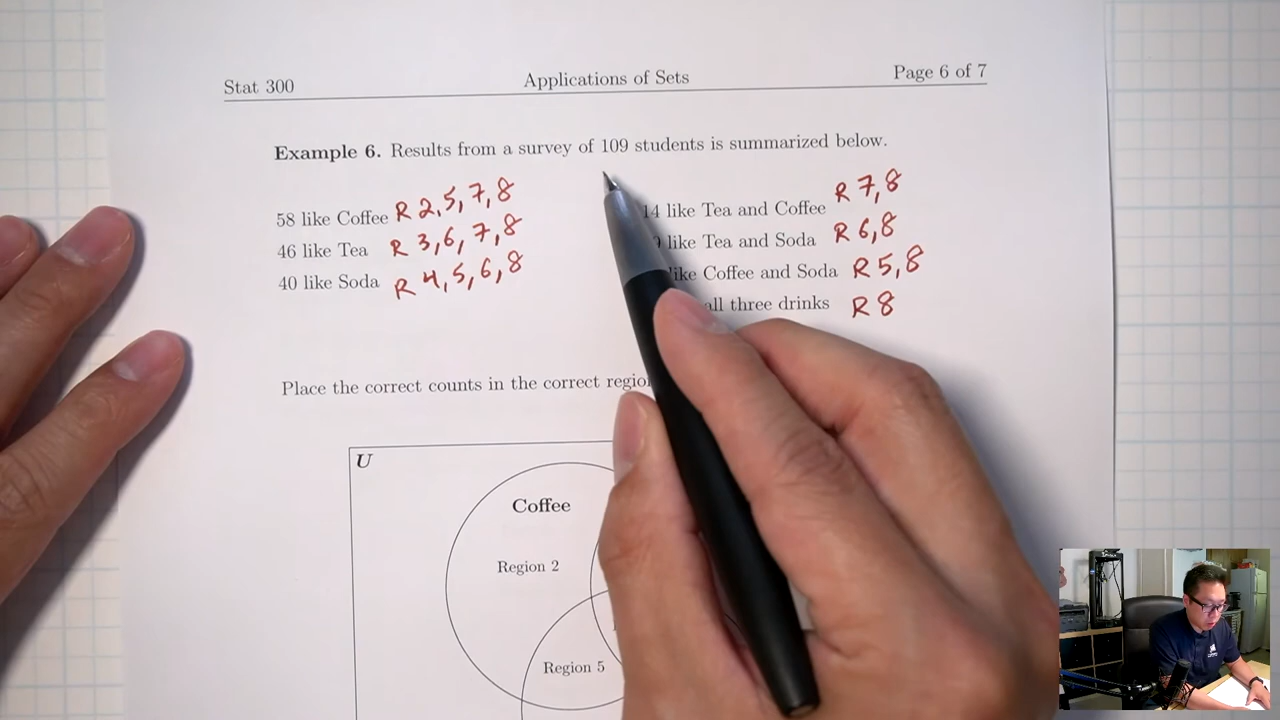 Stat 300 Applications of Sets Page 6 of 7
Example 6. Results from a survey of 109 students is summarized below.
58 like Coffee R 2,5,7,8
46 like Tea R 3,6,7,8
40 like Soda R 4,5,6,8
14 like Tea and Coffee R 7,8
like Tea and Soda R 6,8
like Coffee and Soda R 5,8
all three drinks R 8
Place the correct counts in the correct
U
Coffee
Region 2
Region 5